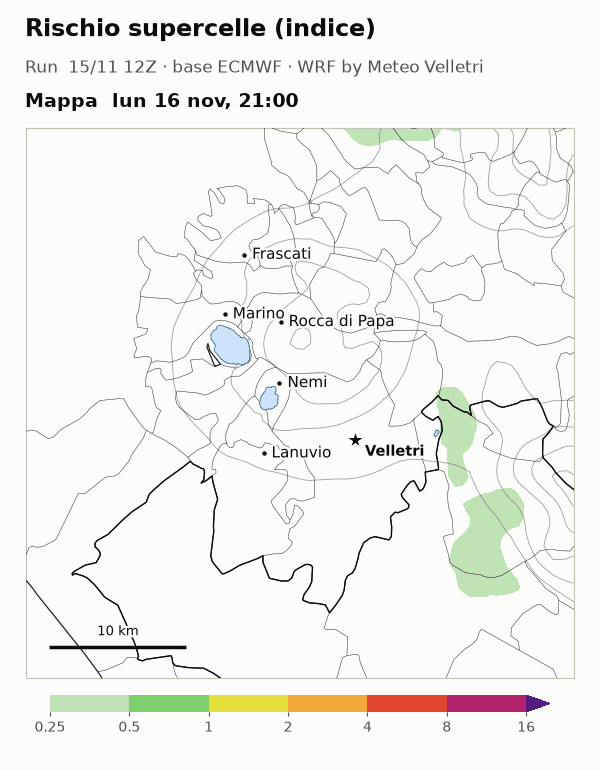 Rischio supercelle (indice)
Run  15/11 12Z · base ECMWF · WRF by Meteo Velletri
Mappa  lun 16 nov, 21:00
Frascati
Marino
Rocca di Papa
Nemi
Velletri
Lanuvio
10 km
0.25 0.5 1 2 4 8 16